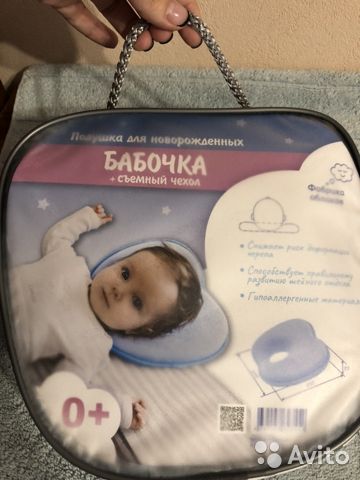 Подушка для новорожденных
БАБОЧКА
+ съемный чехол
Фабрика
облаков
Снижает риск деформации
черепа
Способствует правильному
развитию шейного отдела
Гипоаллергенные материалы
0+
Avito